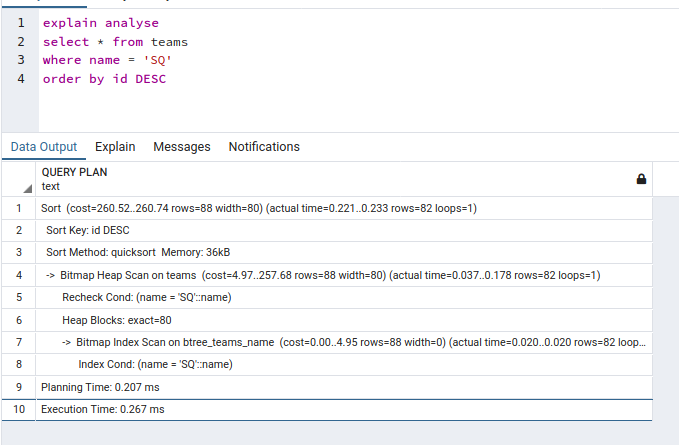 1 explain analyse
2 select * from teams
3 where name = 'SQ'
4 order by id DESC
Data Output Explain Messages Notifications
QUERY PLAN
text
1 Sort (cost=260.52..260.74 rows=88 width=80) (actual time=0.221..0.233 rows=82 loops=1)
2 Sort Key: id DESC
3 Sort Method: quicksort Memory: 36kB
4 -> Bitmap Heap Scan on teams (cost=4.97..257.68 rows=88 width=80) (actual time=0.037..0.178 rows=82 loops=1)
5 Recheck Cond: (name = 'SQ'::name)
6 Heap Blocks: exact=80
7 -> Bitmap Index Scan on btree_teams_name (cost=0.00..4.95 rows=88 width=0) (actual time=0.020..0.020 rows=82 loop...
8 Index Cond: (name = 'SQ'::name)
9 Planning Time: 0.207 ms
10 Execution Time: 0.267 ms